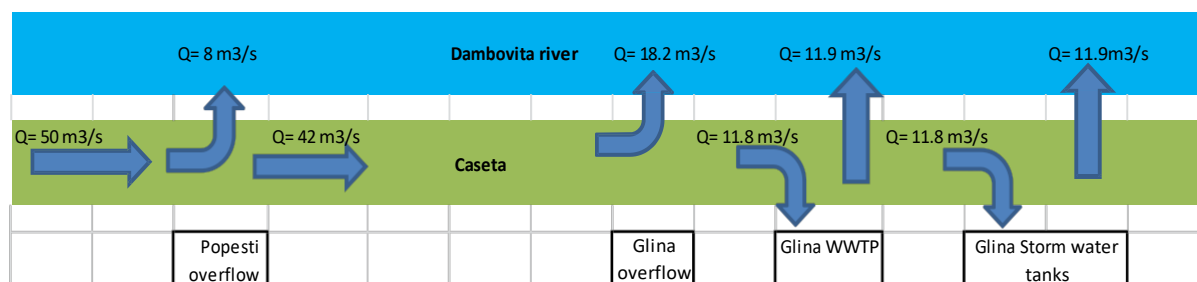 Q= 8 m3/s
Dambovita river
Q= 18.2 m3/s
Q= 11.9 m3/s
Q= 11.9m3/s
Q= 50 m3/s
Q= 42 m3/s
Caseta
Q= 11.8 m3/s
Q= 11.8 m3/s
Popesti
overflow
Glina
overflow
Glina WWTP
Glina Storm water
tanks